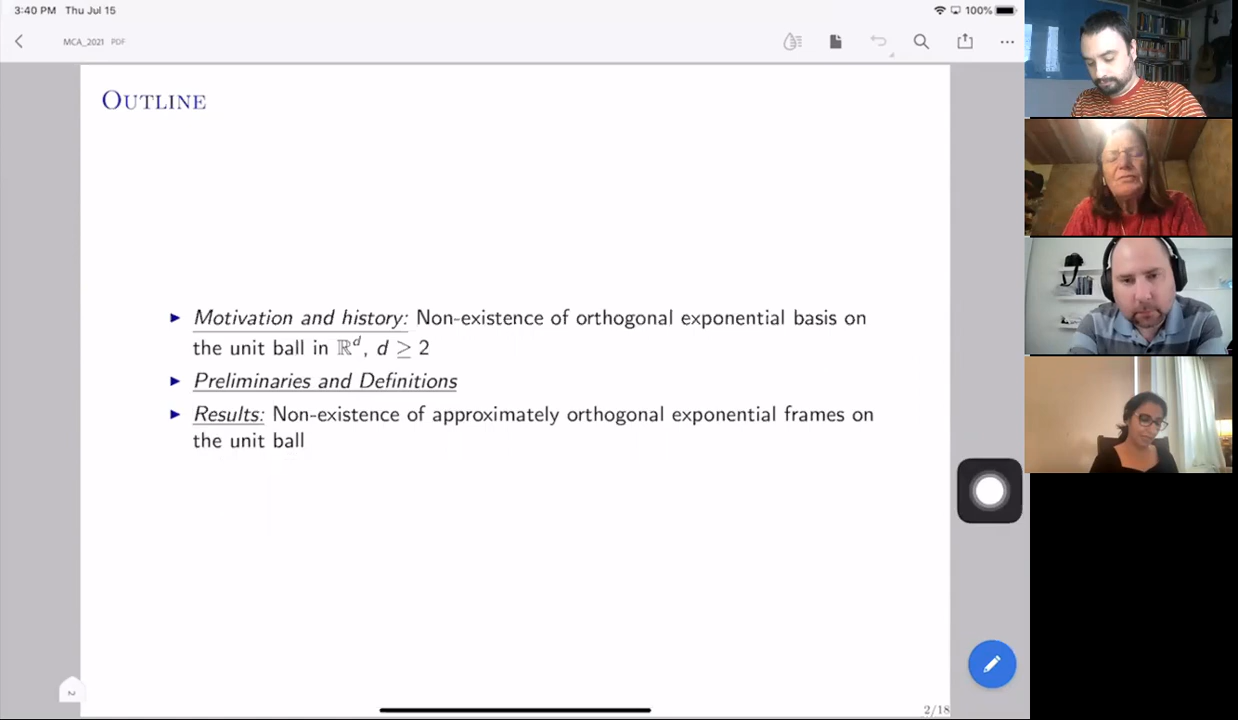 3:40 PM Thu Jul 15
100%
MCA_2021 PDF
OUTLINE
▶ Motivation and history: Non-existence of orthogonal exponential basis on
the unit ball in ℝᵈ, d ≥ 2
▶ Preliminaries and Definitions
▶ Results: Non-existence of approximately orthogonal exponential frames on
the unit ball
2
2/18